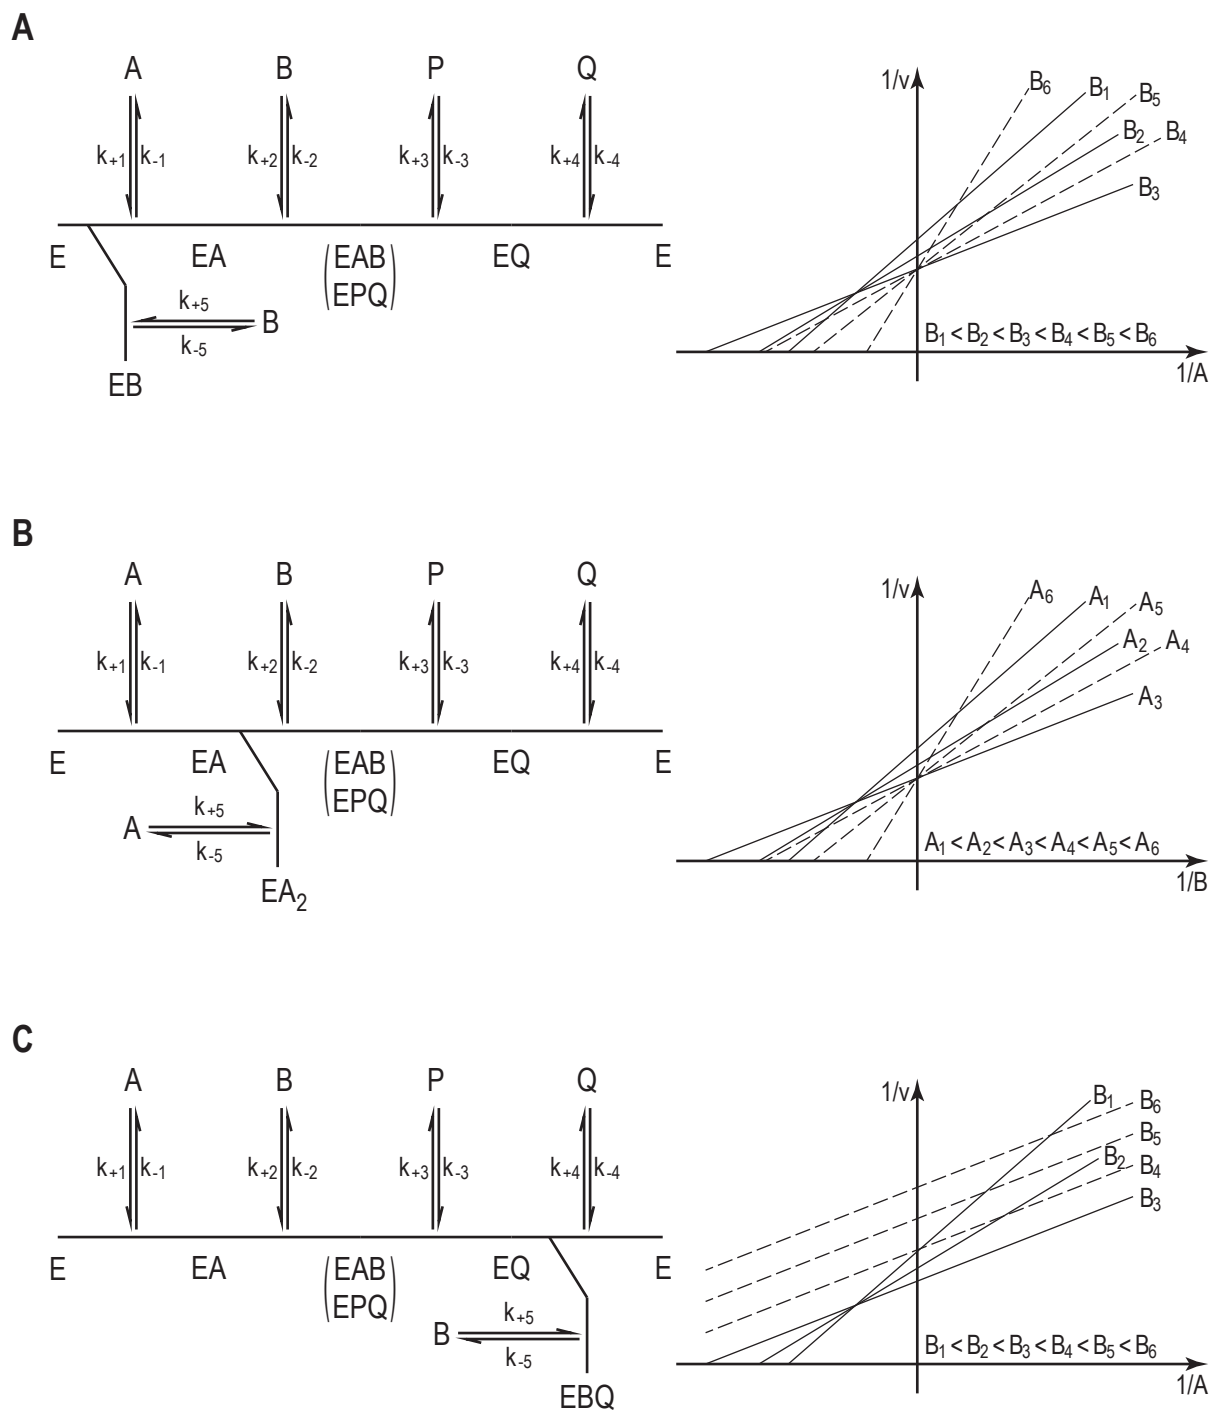 A
A B P Q
k+1 k-1 k+2 k-2 k+3 k-3 k+4 k-4
E EA (EAB) EQ E
(EPQ)
k+5
B
k-5
EB
1/v
B6 B1 B5
B2 B4
B3
B1 < B2 < B3 < B4 < B5 < B6
1/A
B
A B P Q
k+1 k-1 k+2 k-2 k+3 k-3 k+4 k-4
E EA (EAB) EQ E
(EPQ)
k+5
A
k-5
EA2
1/v
A6 A1 A5
A2 A4
A3
A1 < A2 < A3 < A4 < A5 < A6
1/B
C
A B P Q
k+1 k-1 k+2 k-2 k+3 k-3 k+4 k-4
E EA (EAB) EQ E
(EPQ)
k+5
B
k-5
EBQ
1/v
B1 B6
B5
B2 B4
B3
B1 < B2 < B3 < B4 < B5 < B6
1/A